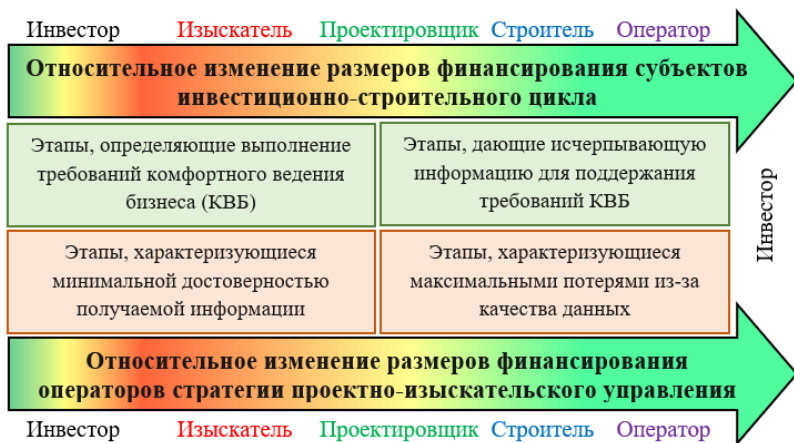 Инвестор Изыскатель Проектировщик Строитель Оператор
Относительное изменение размеров финансирования субъектов
инвестиционно-строительного цикла
Этапы, определяющие выполнение
требований комфортного ведения
бизнеса (КВБ)
Этапы, дающие исчерпывающую
информацию для поддержания
требований КВБ
Инвестор
Этапы, характеризующиеся
минимальной достоверностью
получаемой информации
Этапы, характеризующиеся
максимальными потерями из-за
качества данных
Относительное изменение размеров финансирования
операторов стратегии проектно-изыскательского управления
Инвестор Изыскатель Проектировщик Строитель Оператор